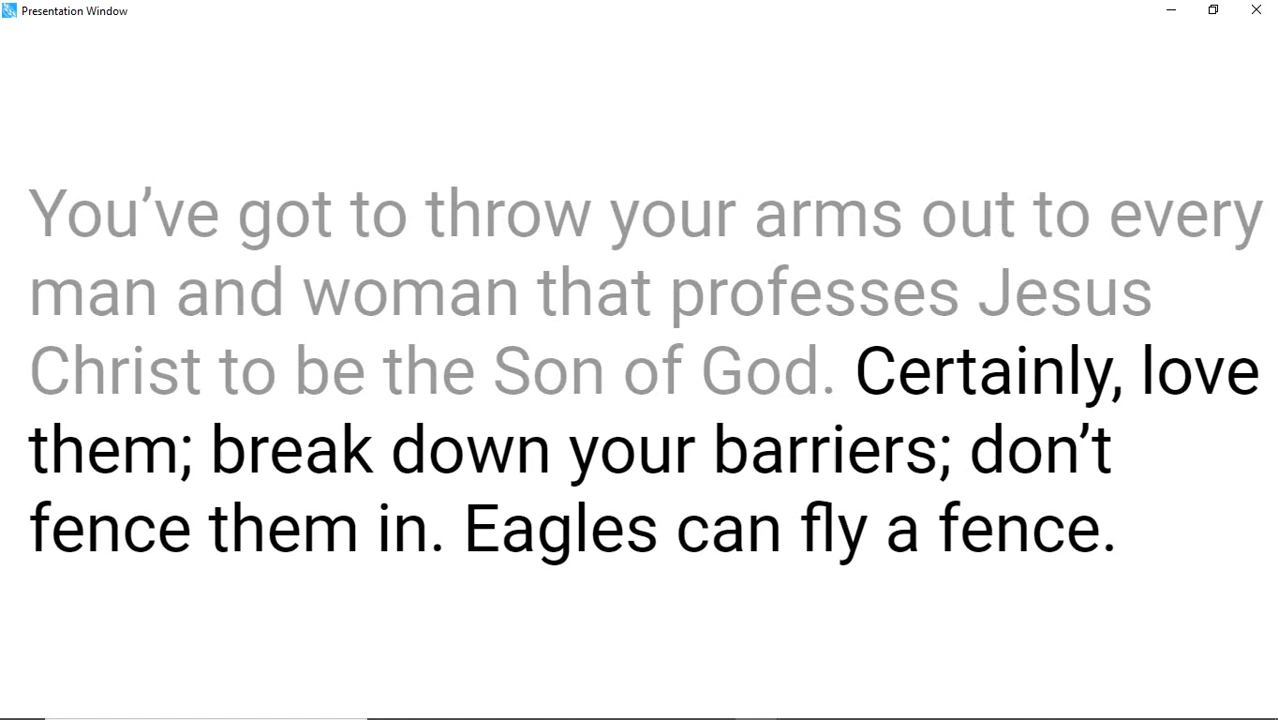 Presentation Window
You’ve got to throw your arms out to every
man and woman that professes Jesus
Christ to be the Son of God. Certainly, love
them; break down your barriers; don’t
fence them in. Eagles can fly a fence.